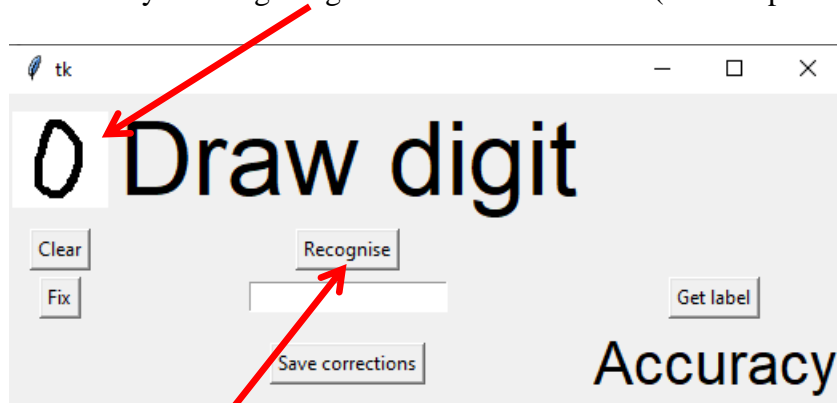 tk
0 Draw digit
Clear Recognise
Fix Get label
Save corrections Accuracy